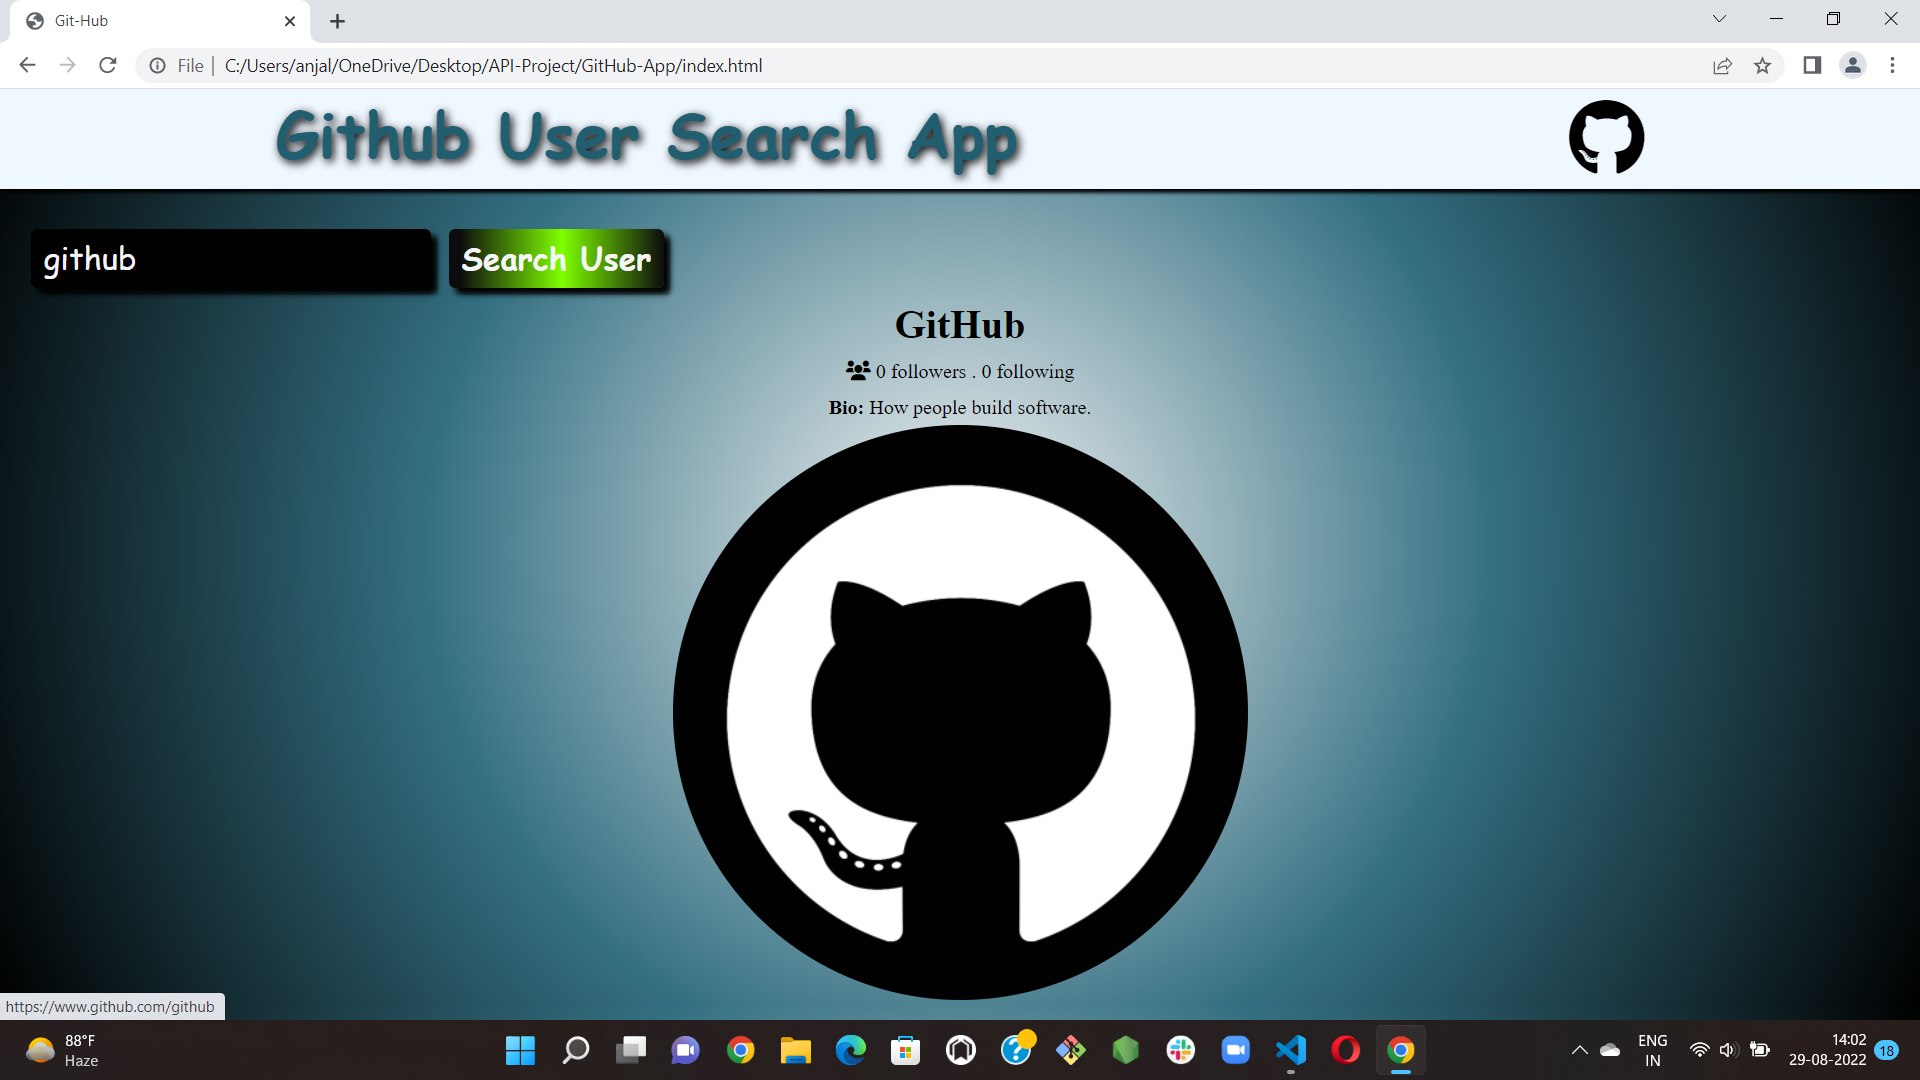 Git-Hub
File | C:/Users/anjal/OneDrive/Desktop/API-Project/GitHub-App/index.html
Github User Search App
github
Search User
GitHub
0 followers . 0 following
Bio: How people build software.
https://www.github.com/github
88°F
Haze
ENG
IN
14:02
29-08-2022
18